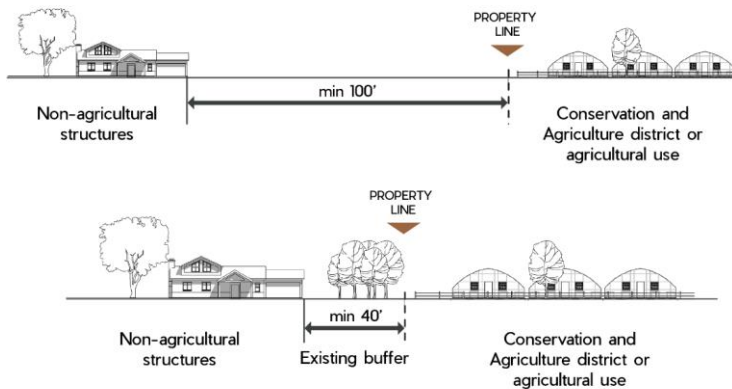 PROPERTY
LINE
min 100'
Non-agricultural
structures
Conservation and
Agriculture district or
agricultural use
PROPERTY
LINE
min 40'
Non-agricultural
structures
Existing buffer
Conservation and
Agriculture district or
agricultural use